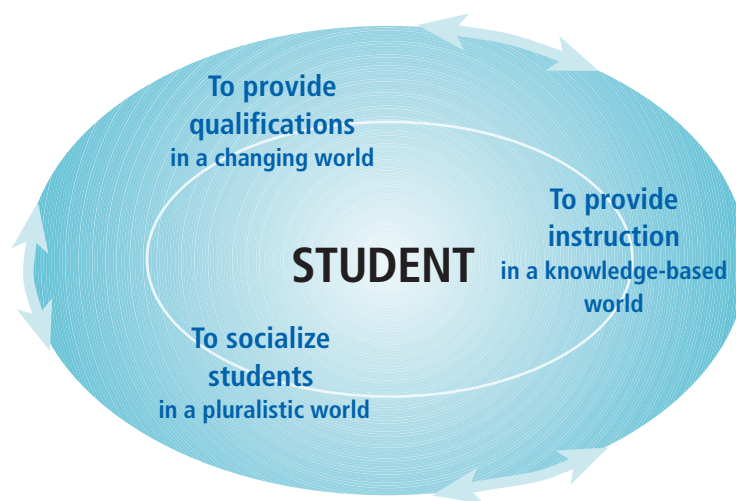 To provide
qualifications
in a changing world
To provide
instruction
in a knowledge-based
world
STUDENT
To socialize
students
in a pluralistic world